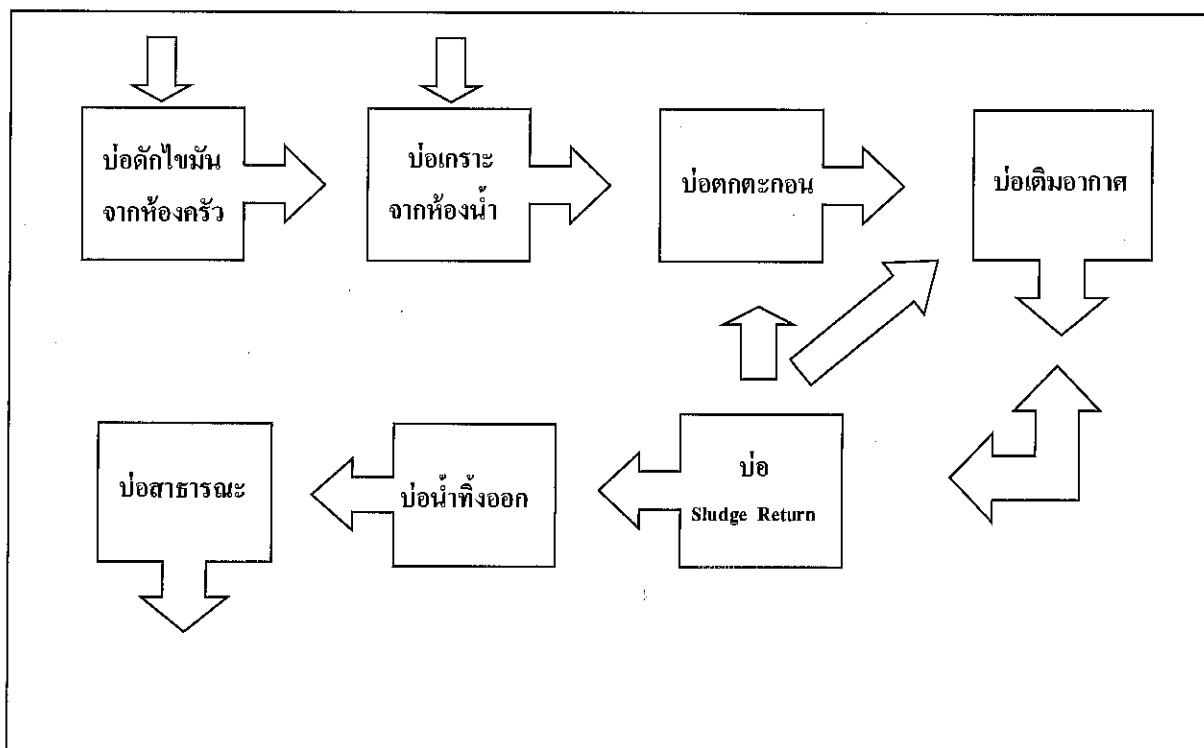 บ่อดักไขมัน
จากห้องครัว
บ่อเกราะ
จากห้องน้ำ
บ่อตกตะกอน
บ่อเติมอากาศ
บ่อสาธารณะ
บ่อน้ำทิ้งออก
บ่อ
Sludge Return